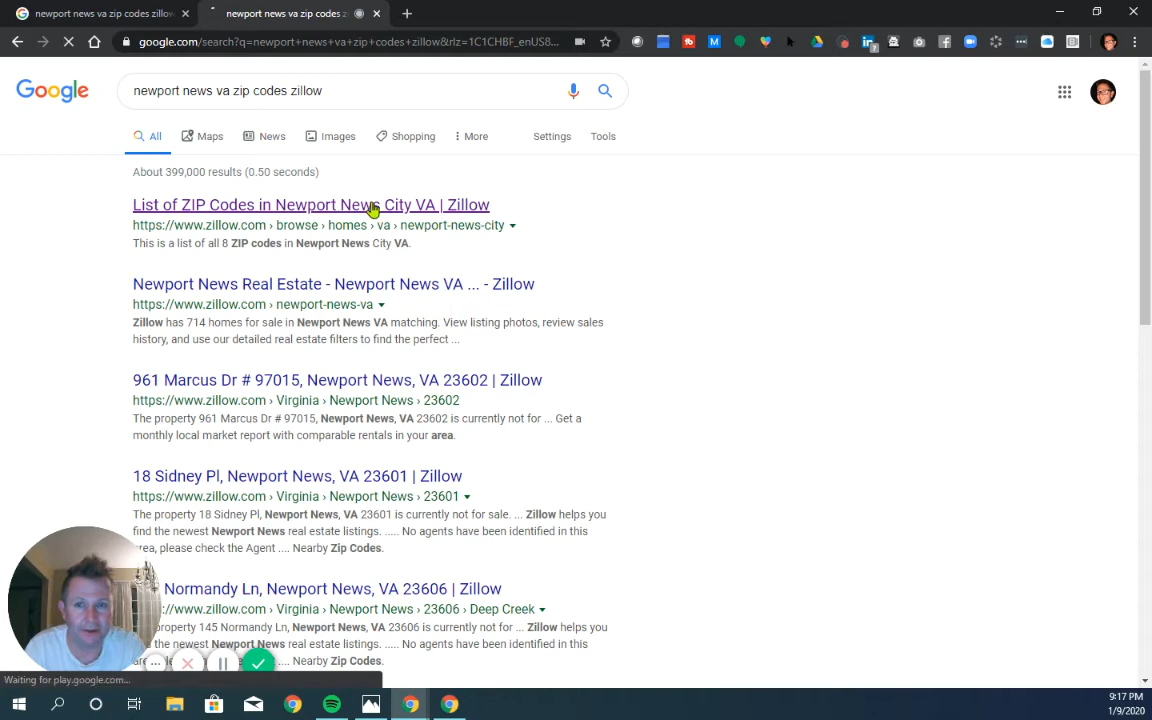 newport news va zip codes zillow
newport news va zip codes z
google.com/search?q=newport+news+va+zip+codes+zillow&rlz=1C1CHBF_enUS8...
Google
newport news va zip codes zillow
All Maps News Images Shopping More Settings Tools
About 399,000 results (0.50 seconds)
List of ZIP Codes in Newport News City VA | Zillow
https://www.zillow.com › browse › homes › va › newport-news-city
This is a list of all 8 ZIP codes in Newport News City VA.
Newport News Real Estate - Newport News VA ... - Zillow
https://www.zillow.com › newport-news-va
Zillow has 714 homes for sale in Newport News VA matching. View listing photos, review sales
history, and use our detailed real estate filters to find the perfect ...
961 Marcus Dr # 97015, Newport News, VA 23602 | Zillow
https://www.zillow.com › Virginia › Newport News › 23602
The property 961 Marcus Dr # 97015, Newport News, VA 23602 is currently not for ... Get a
monthly local market report with comparable rentals in your area.
18 Sidney Pl, Newport News, VA 23601 | Zillow
https://www.zillow.com › Virginia › Newport News › 23601
The property 18 Sidney Pl, Newport News, VA 23601 is currently not for sale. ... Zillow helps you
find the newest Newport News real estate listings. ..... No agents have been identified in this
area, please check the Agent .... Nearby Zip Codes.
Normandy Ln, Newport News, VA 23606 | Zillow
://www.zillow.com › Virginia › Newport News › 23606 › Deep Creek
property 145 Normandy Ln, Newport News, VA 23606 is currently not for ... Zillow helps you
the newest Newport News real estate listings. ..... No agents have been identified in this
Agent .... Nearby Zip Codes.
Waiting for play.google.com...
9:17 PM
1/9/2020